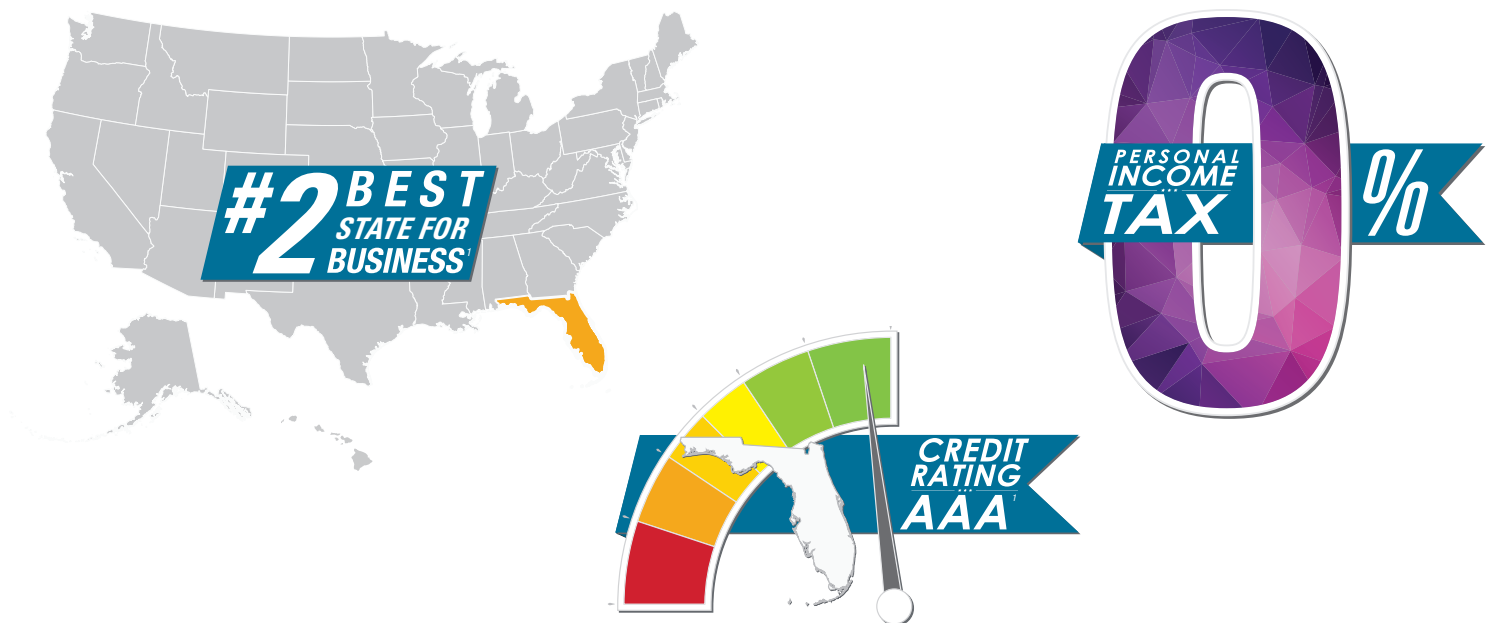 #2 BEST
STATE FOR
BUSINESS¹
PERSONAL
INCOME
TAX
0%
CREDIT
RATING
AAA¹